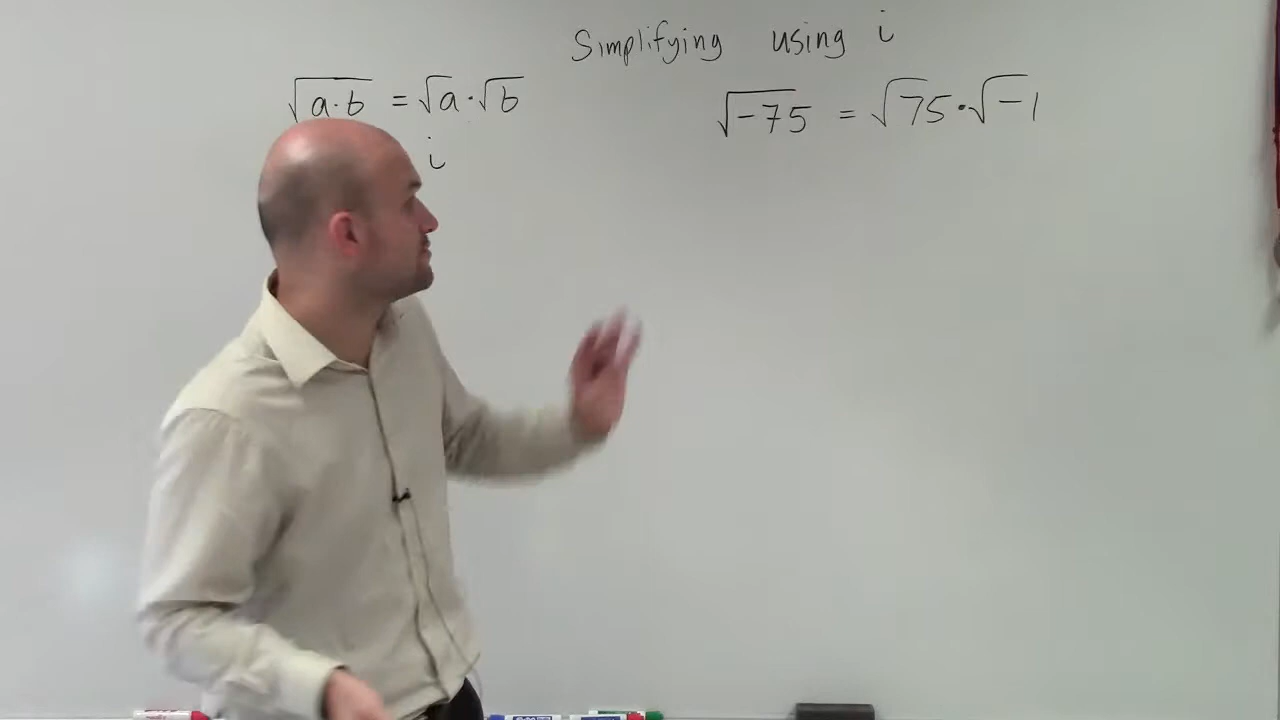 Simplifying using i
√a·b = √a·√b
√-75 = √75·√-1
i